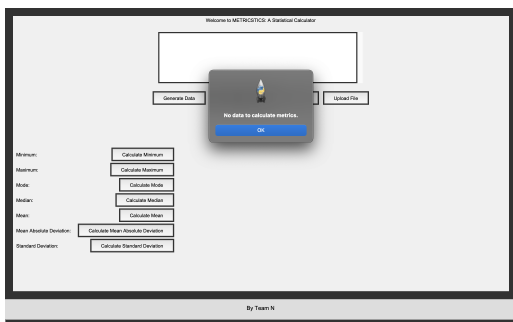 Welcome to METRICSTICS: A Statistical Calculator
Generate Data
Upload File
No data to calculate metrics.
OK
Minimum:
Calculate Minimum
Maximum:
Calculate Maximum
Mode:
Calculate Mode
Median:
Calculate Median
Mean:
Calculate Mean
Mean Absolute Deviation:
Calculate Mean Absolute Deviation
Standard Deviation:
Calculate Standard Deviation
By Team N